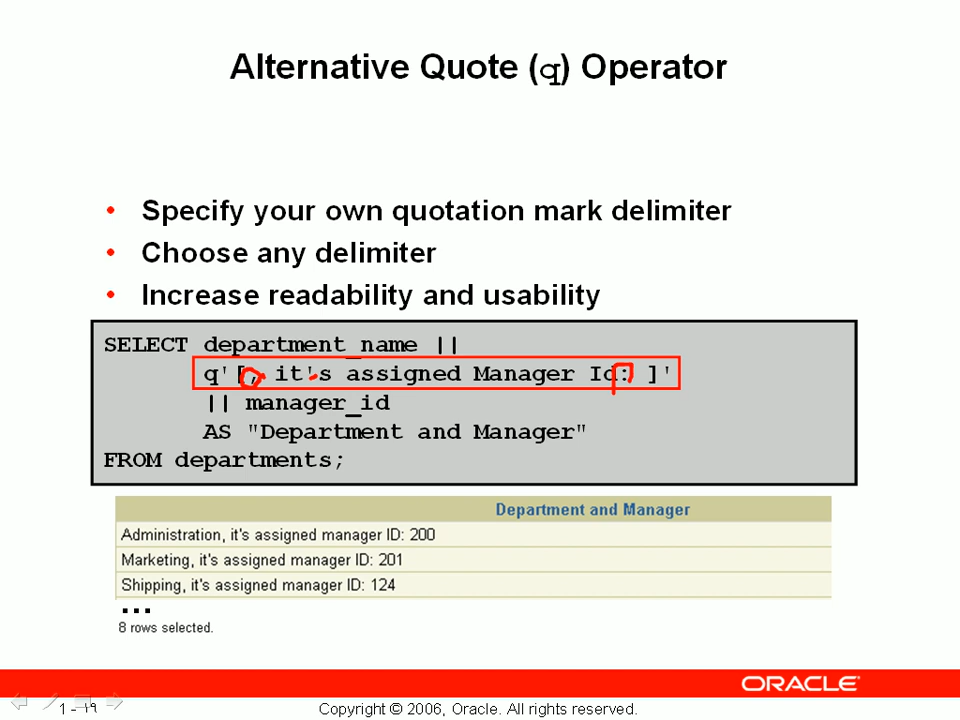 Alternative Quote (q) Operator
• Specify your own quotation mark delimiter
• Choose any delimiter
• Increase readability and usability
SELECT department_name ||
q'[, it's assigned Manager Id: ]'
|| manager_id
AS "Department and Manager"
FROM departments;
Department and Manager
Administration, it's assigned manager ID: 200
Marketing, it's assigned manager ID: 201
Shipping, it's assigned manager ID: 124
...
8 rows selected.
ORACLE
1 - ١٩
Copyright © 2006, Oracle. All rights reserved.